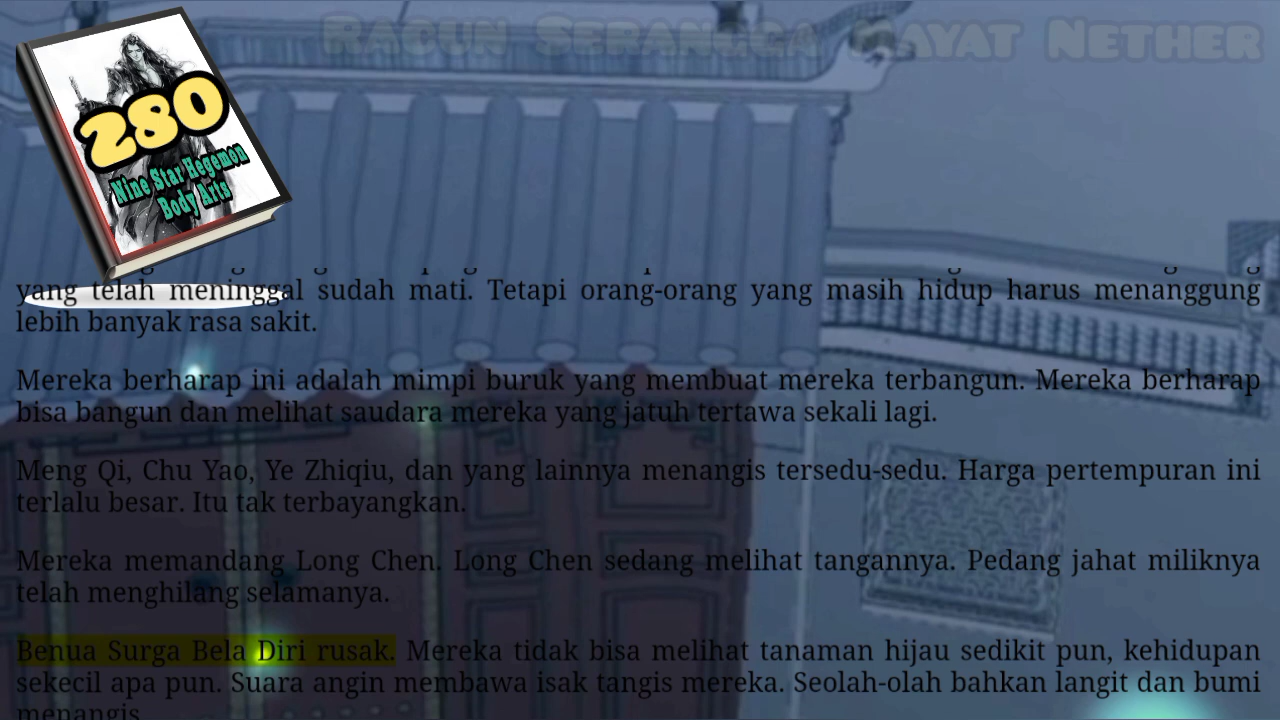 Racun Serangga Mayat Nether
280
Nine Star Hegemon
Body Arts
yang telah meninggal sudah mati. Tetapi orang-orang yang masih hidup harus menanggung
lebih banyak rasa sakit.
Mereka berharap ini adalah mimpi buruk yang membuat mereka terbangun. Mereka berharap
bisa bangun dan melihat saudara mereka yang jatuh tertawa sekali lagi.
Meng Qi, Chu Yao, Ye Zhiqiu, dan yang lainnya menangis tersedu-sedu. Harga pertempuran ini
terlalu besar. Itu tak terbayangkan.
Mereka memandang Long Chen. Long Chen sedang melihat tangannya. Pedang jahat miliknya
telah menghilang selamanya.
Benua Surga Bela Diri rusak. Mereka tidak bisa melihat tanaman hijau sedikit pun, kehidupan
sekecil apa pun. Suara angin membawa isak tangis mereka. Seolah-olah bahkan langit dan bumi
menangis.